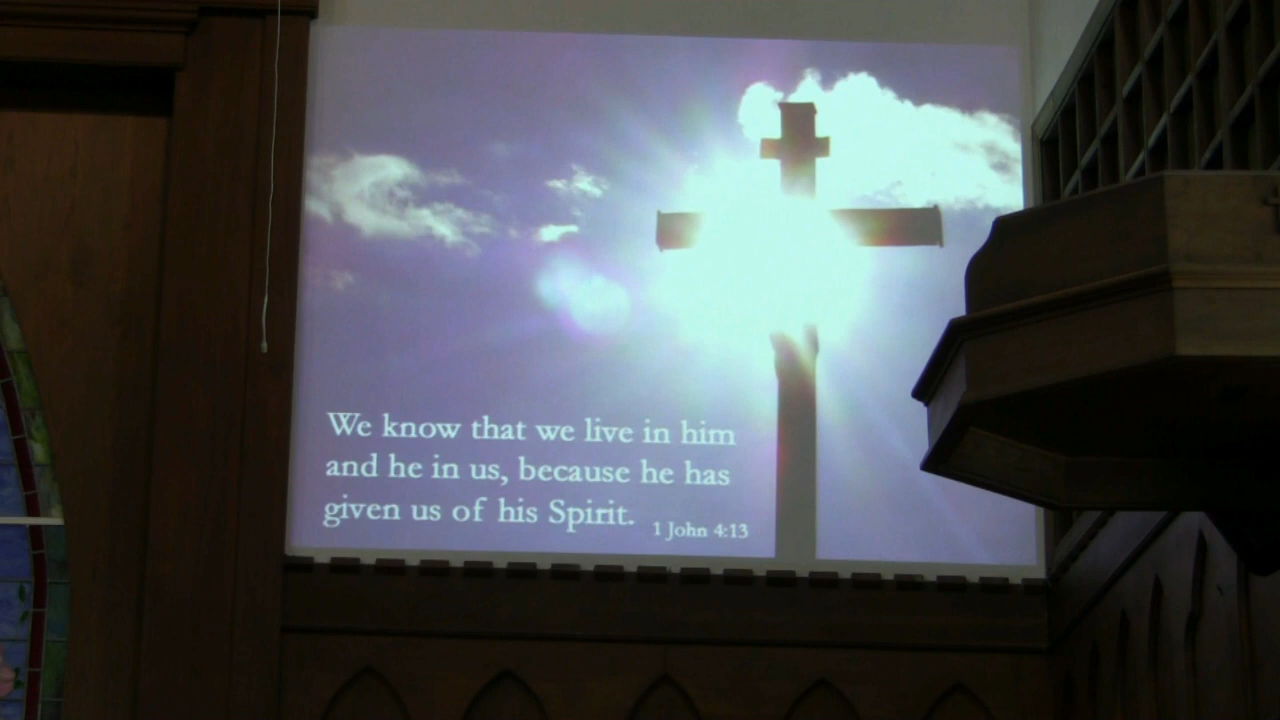 We know that we live in him
and he in us, because he has
given us of his Spirit.
1 John 4:13